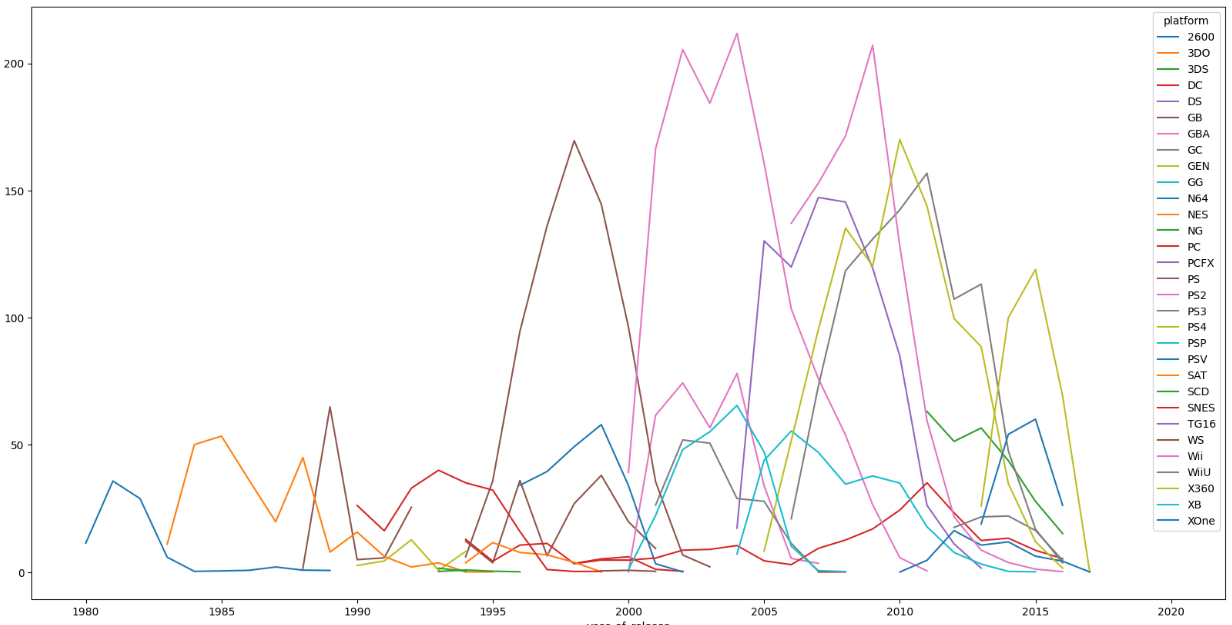 200
150
100
50
0
1980
1985
1990
1995
2000
2005
2010
2015
2020
year_of_release
platform
2600
3DO
3DS
DC
DS
GB
GBA
GC
GEN
GG
N64
NES
NG
PC
PCFX
PS
PS2
PS3
PS4
PSP
PSV
SAT
SCD
SNES
TG16
WS
Wii
WiiU
X360
XB
XOne